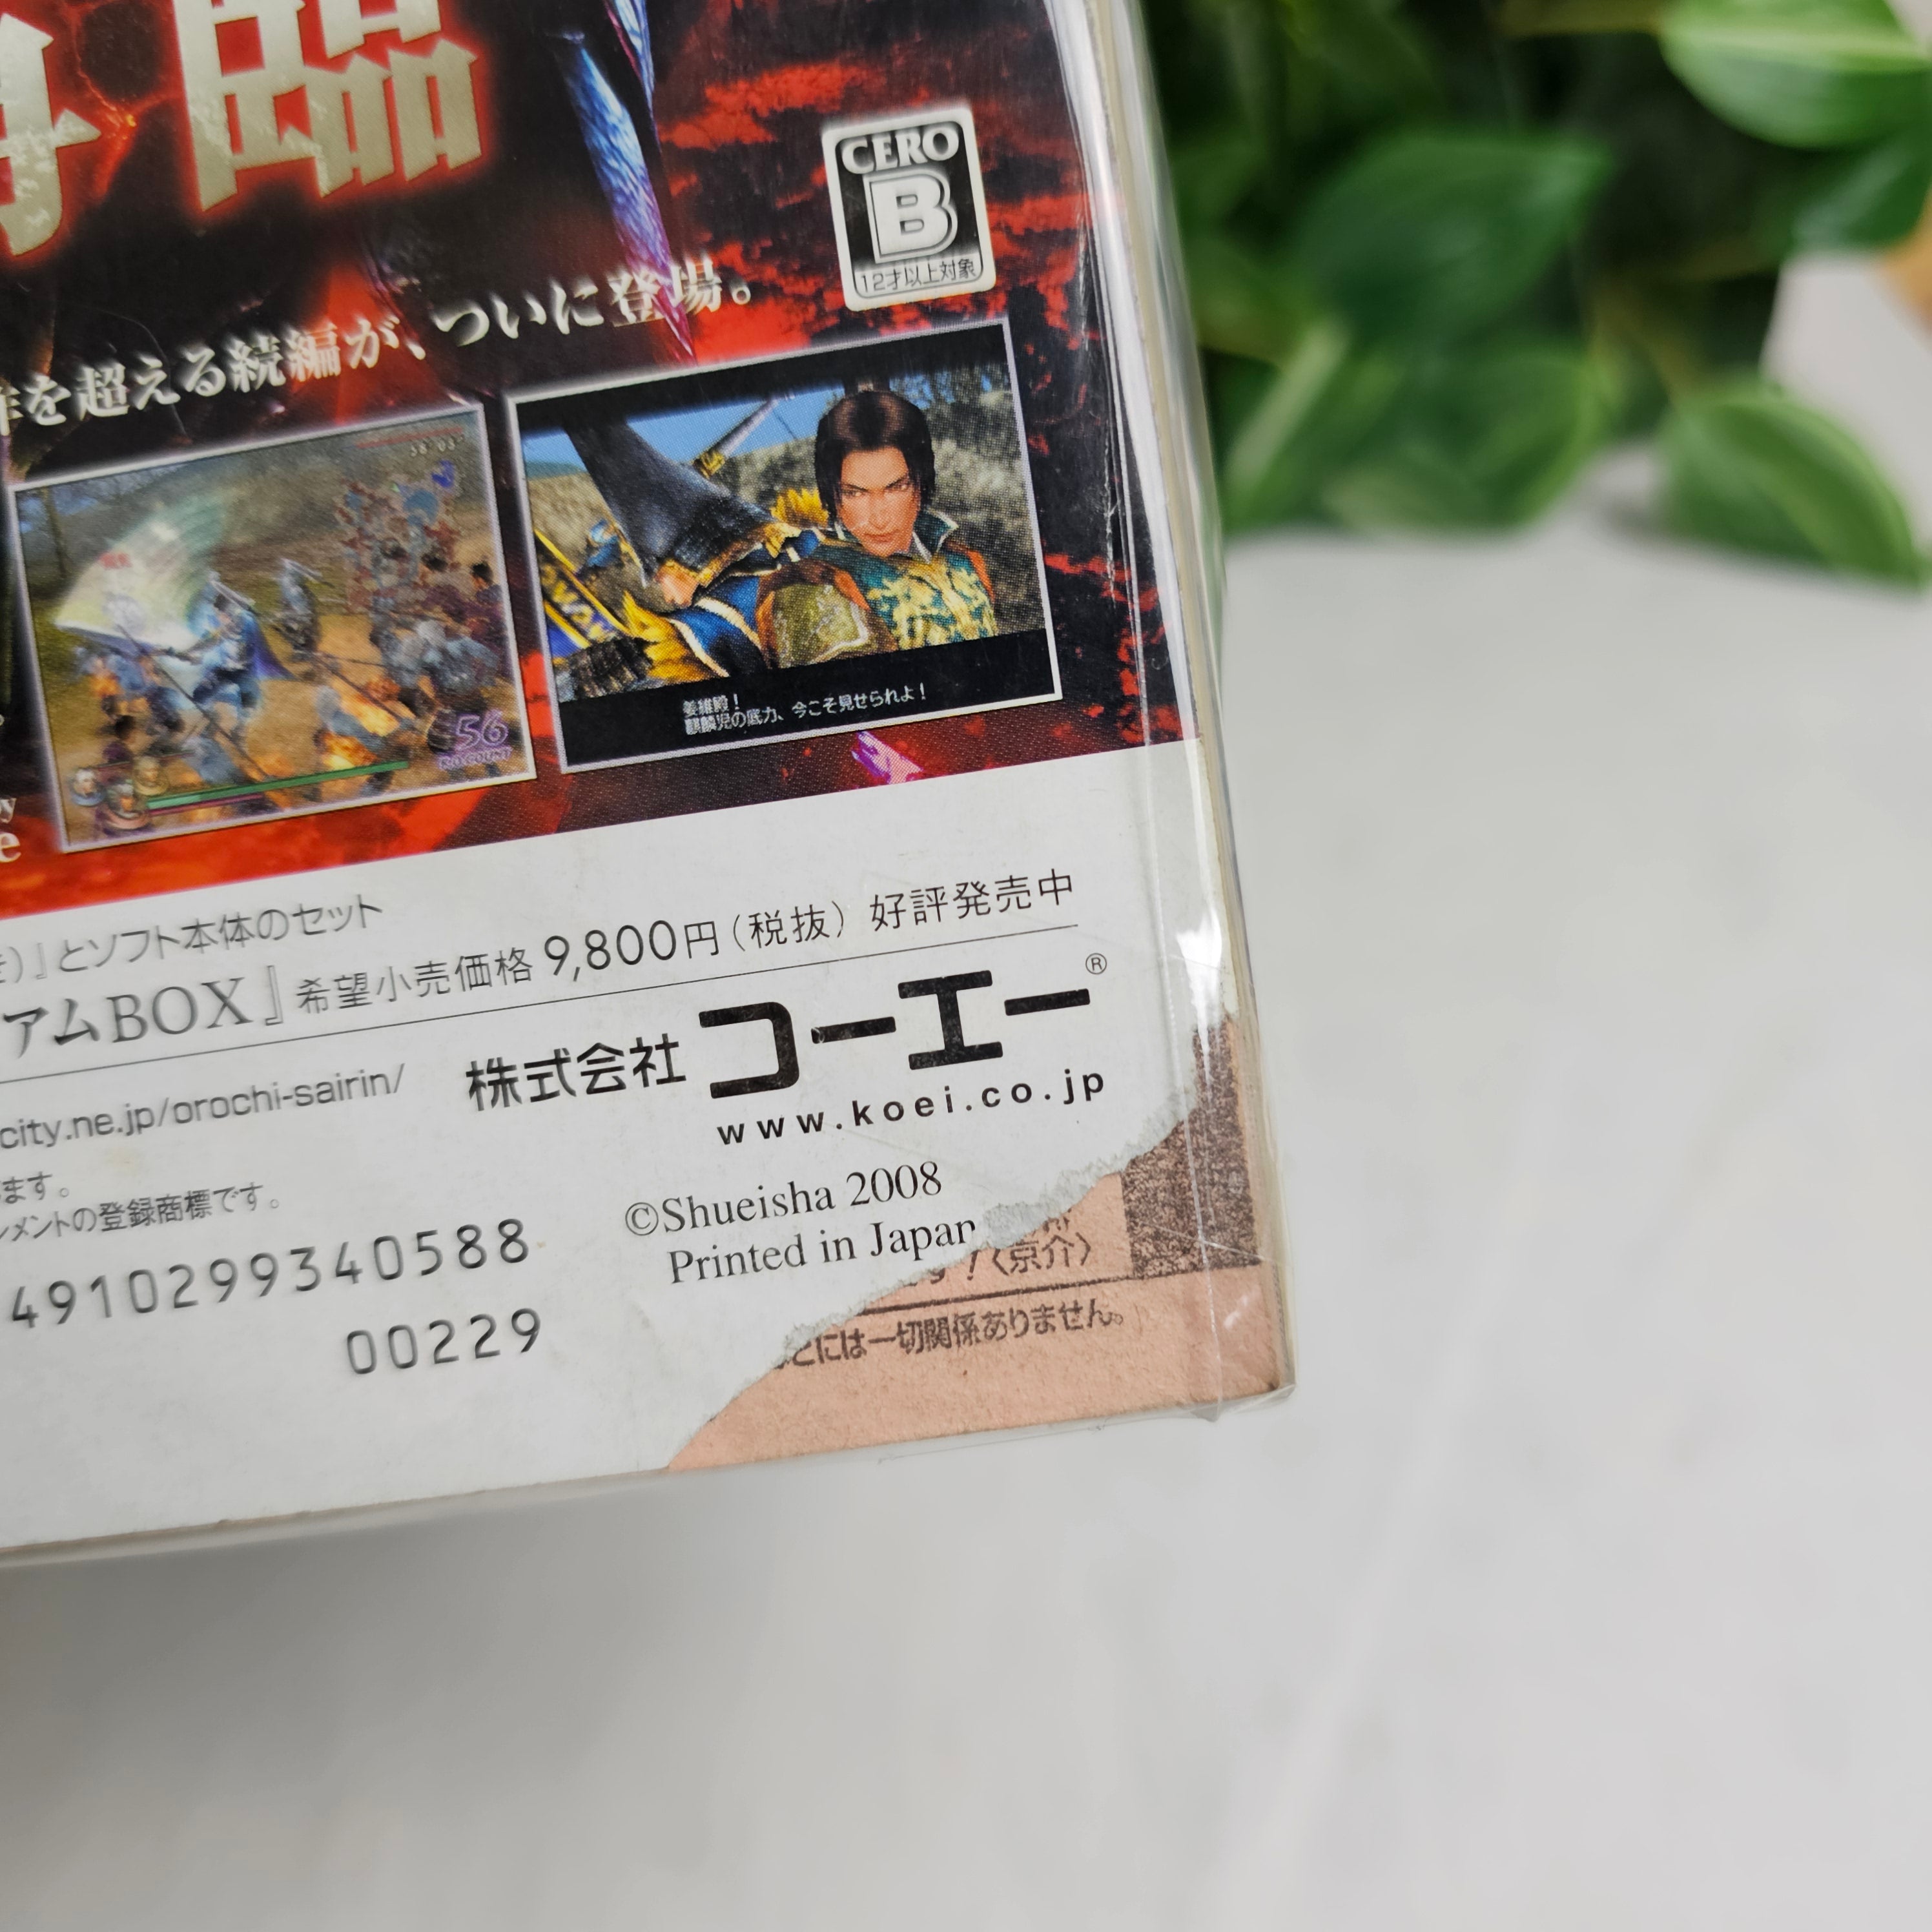 再臨
CERO
B
12才以上対象
作を超える続編が、ついに登場。
56
K.O.COUNT
姜維殿！
麒麟児の底力、今こそ見せられよ！
』とソフト本体のセット
アムBOX』希望小売価格9,800円(税抜) 好評発売中
city.ne.jp/orochi-sairin/
株式会社コーエー®
www.koei.co.jp
ます。
ンメントの登録商標です。
©Shueisha 2008
Printed in Japan
4910299340588
00229
！〈京介〉
とには一切関係ありません。